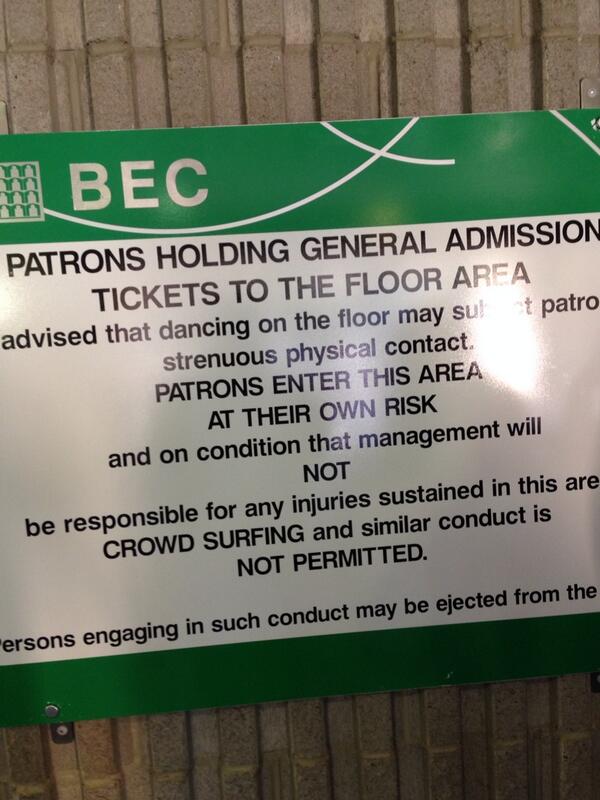 BEC
PATRONS HOLDING GENERAL ADMISSION
TICKETS TO THE FLOOR AREA
advised that dancing on the floor may patro
strenuous physical contact.
PATRONS ENTER THIS AREA
AT THEIR OWN RISK
and on condition that management will
NOT
be responsible for any injuries sustained in this are
CROWD SURFING and similar conduct is
NOT PERMITTED.
ersons engaging in such conduct may be ejected from the